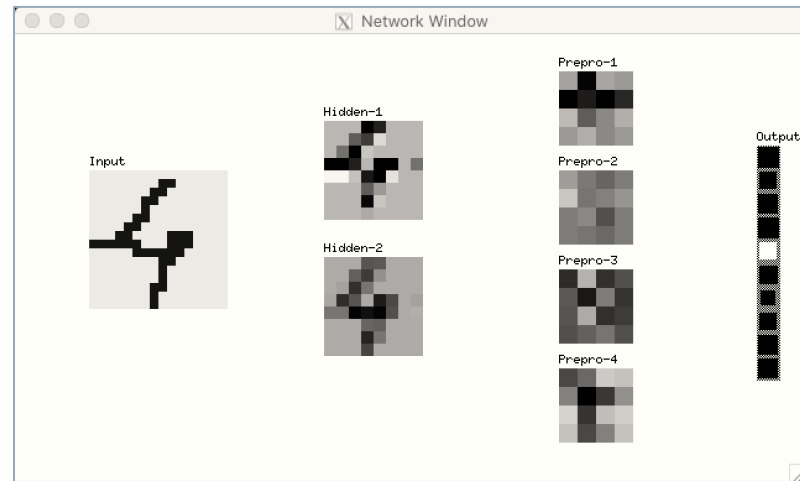 Network Window
Input
Hidden-1
Hidden-2
Prepro-1
Prepro-2
Prepro-3
Prepro-4
Output